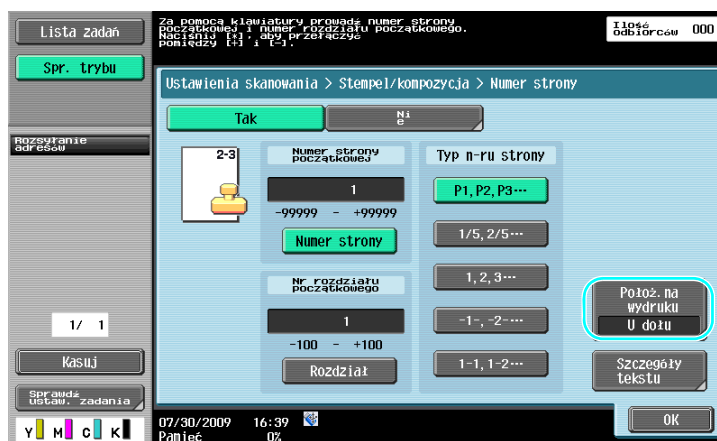 Lista zadań
Za pomocą klawiatury prowadź numer strony
początkowej i numer rozdziału początkowego.
Naciśnij [*], aby przełączyć
pomiędzy [+] i [-].
Ilość
odbiorców 000
Spr. trybu
Ustawienia skanowania > Stempel/kompozycja > Numer strony
Tak
Ni
e
Rozsyłanie
adresów
2-3
Numer strony
początkowej
Typ n-ru strony
1
P1,P2,P3…
-99999 - +99999
Numer strony
1/5,2/5…
Nr rozdziału
początkowego
1,2,3…
Położ.na
wydruku
U dołu
1
-1-,-2-…
1/ 1
-100 - +100
Kasuj
Rozdział
1-1,1-2…
Szczegóły
tekstu
Sprawdź
ustaw. zadania
Y M C K
07/30/2009 16:39
Pamięć 0%
OK